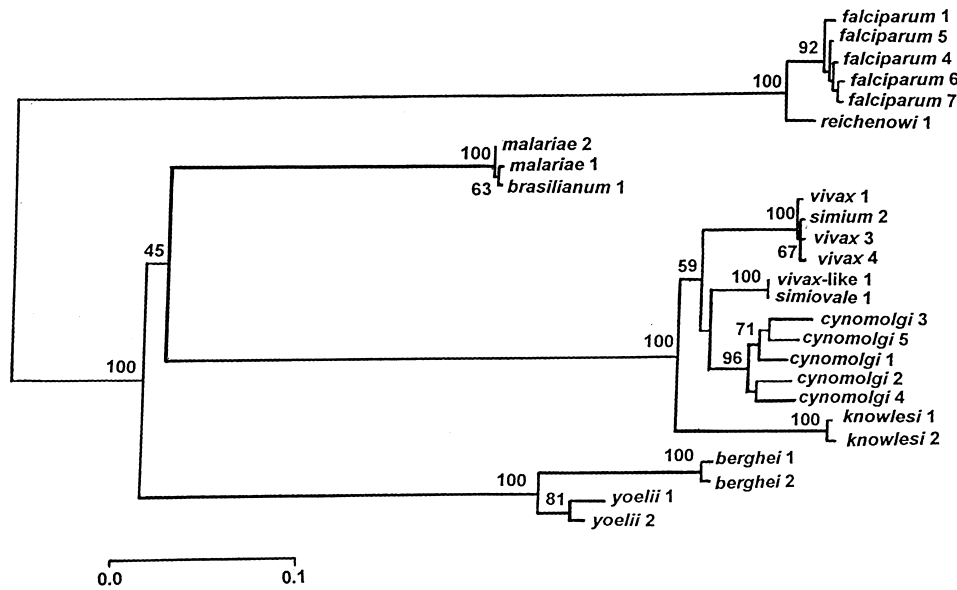 falciparum 1
falciparum 5
92
falciparum 4
100
falciparum 6
falciparum 7
reichenowi 1
malariae 2
100
malariae 1
63
brasilianum 1
vivax 1
100
simium 2
vivax 3
45
67
vivax 4
59
100
vivax-like 1
simiovale 1
cynomolgi 3
71
cynomolgi 5
100
96
cynomolgi 1
100
cynomolgi 2
cynomolgi 4
100
knowlesi 1
knowlesi 2
100
berghei 1
100
berghei 2
81
yoelii 1
yoelii 2
0.0
0.1